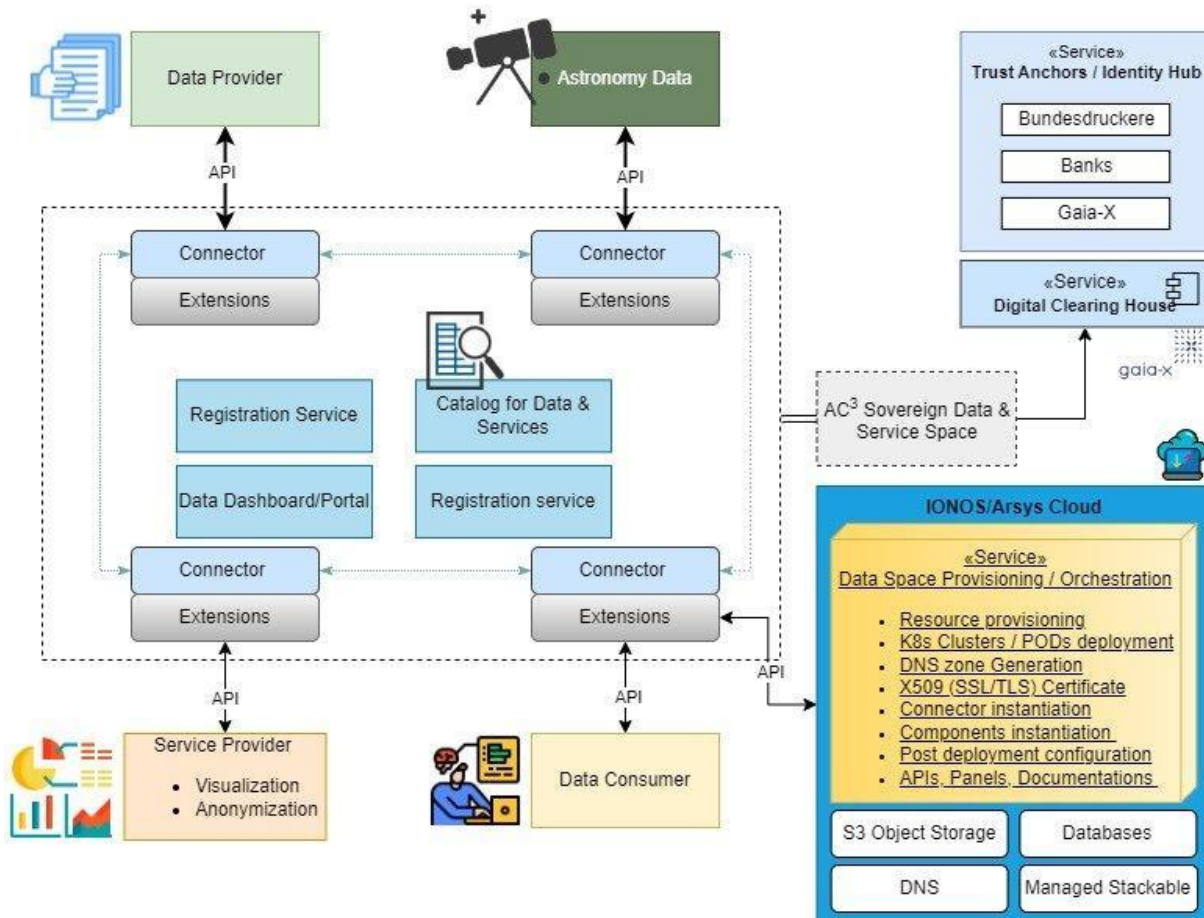 Data Provider
Astronomy Data
«Service»
Trust Anchors / Identity Hub
Bundesdruckere
Banks
Gaia-X
API
API
Connector
Extensions
Connector
Extensions
«Service»
Digital Clearing House
gaia-x
Registration Service
Catalog for Data &
Services
AC³ Sovereign Data &
Service Space
Data Dashboard/Portal
Registration service
Connector
Extensions
Connector
Extensions
IONOS/Arsys Cloud
«Service»
Data Space Provisioning / Orchestration
• Resource provisioning
• K8s Clusters / PODs deployment
• DNS zone Generation
• X509 (SSL/TLS) Certificate
• Connector instantiation
• Components instantiation
• Post deployment configuration
• APIs, Panels, Documentations
API
API
API
Service Provider
• Visualization
• Anonymization
Data Consumer
S3 Object Storage
Databases
DNS
Managed Stackable